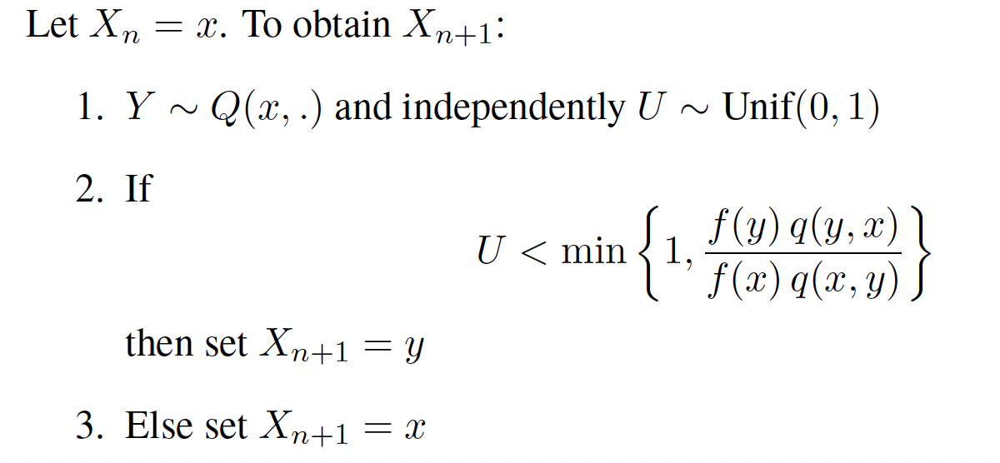 Let $X_n = x$. To obtain $X_{n+1}$:
1. $Y \sim Q(x, .)$ and independently $U \sim \text{Unif}(0, 1)$
2. If
$U < \min \left\{ 1, \frac{f(y)\, q(y, x)}{f(x)\, q(x, y)} \right\}$
then set $X_{n+1} = y$
3. Else set $X_{n+1} = x$